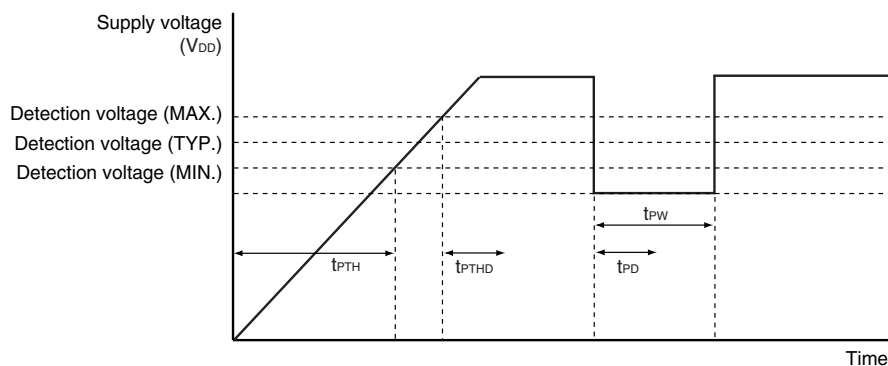 Supply voltage
(VDD)
Detection voltage (MAX.)
Detection voltage (TYP.)
Detection voltage (MIN.)
tPW
tPTH
tPTHD
tPD
Time